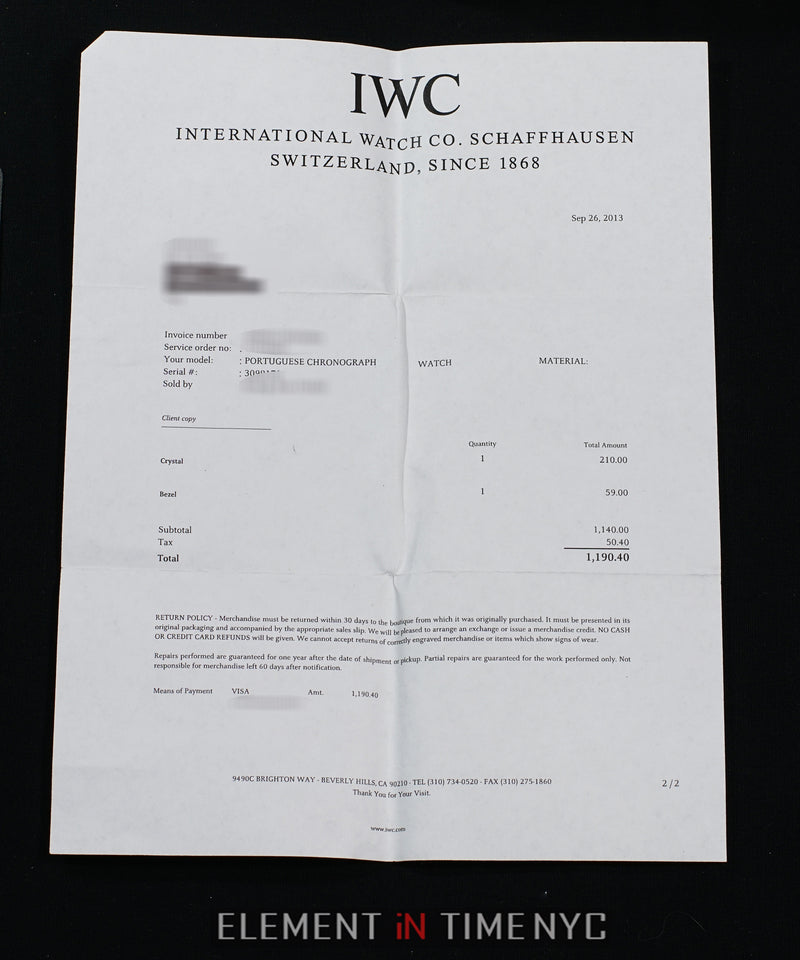 IWC
INTERNATIONAL WATCH CO. SCHAFFHAUSEN
SWITZERLAND, SINCE 1868
Sep 26, 2013
Invoice number
Service order no:
Your model: : PORTUGUESE CHRONOGRAPH WATCH MATERIAL:
Serial #: :
Sold by
Client copy
Quantity Total Amount
Crystal 1 210.00
Bezel 1 59.00
Subtotal 1,140.00
Tax 50.40
Total 1,190.40
RETURN POLICY - Merchandise must be returned within 30 days to the boutique from which it was originally purchased. It must be presented in its
original packaging and accompanied by the appropriate sales slip. We will be pleased to arrange an exchange or issue a merchandise credit. NO CASH
OR CREDIT CARD REFUNDS will be given. We cannot accept returns of correctly engraved merchandise or items which show signs of wear.
Repairs performed are guaranteed for one year after the date of shipment or pickup. Partial repairs are guaranteed for the work performed only. Not
responsible for merchandise left 60 days after notification.
Means of Payment VISA Amt. 1,190.40
9490C BRIGHTON WAY - BEVERLY HILLS, CA 90210 - TEL (310) 734-0520 - FAX (310) 275-1860
2/2
Thank You for Your Visit.
www.iwc.com
ELEMENT iN TIME NYC